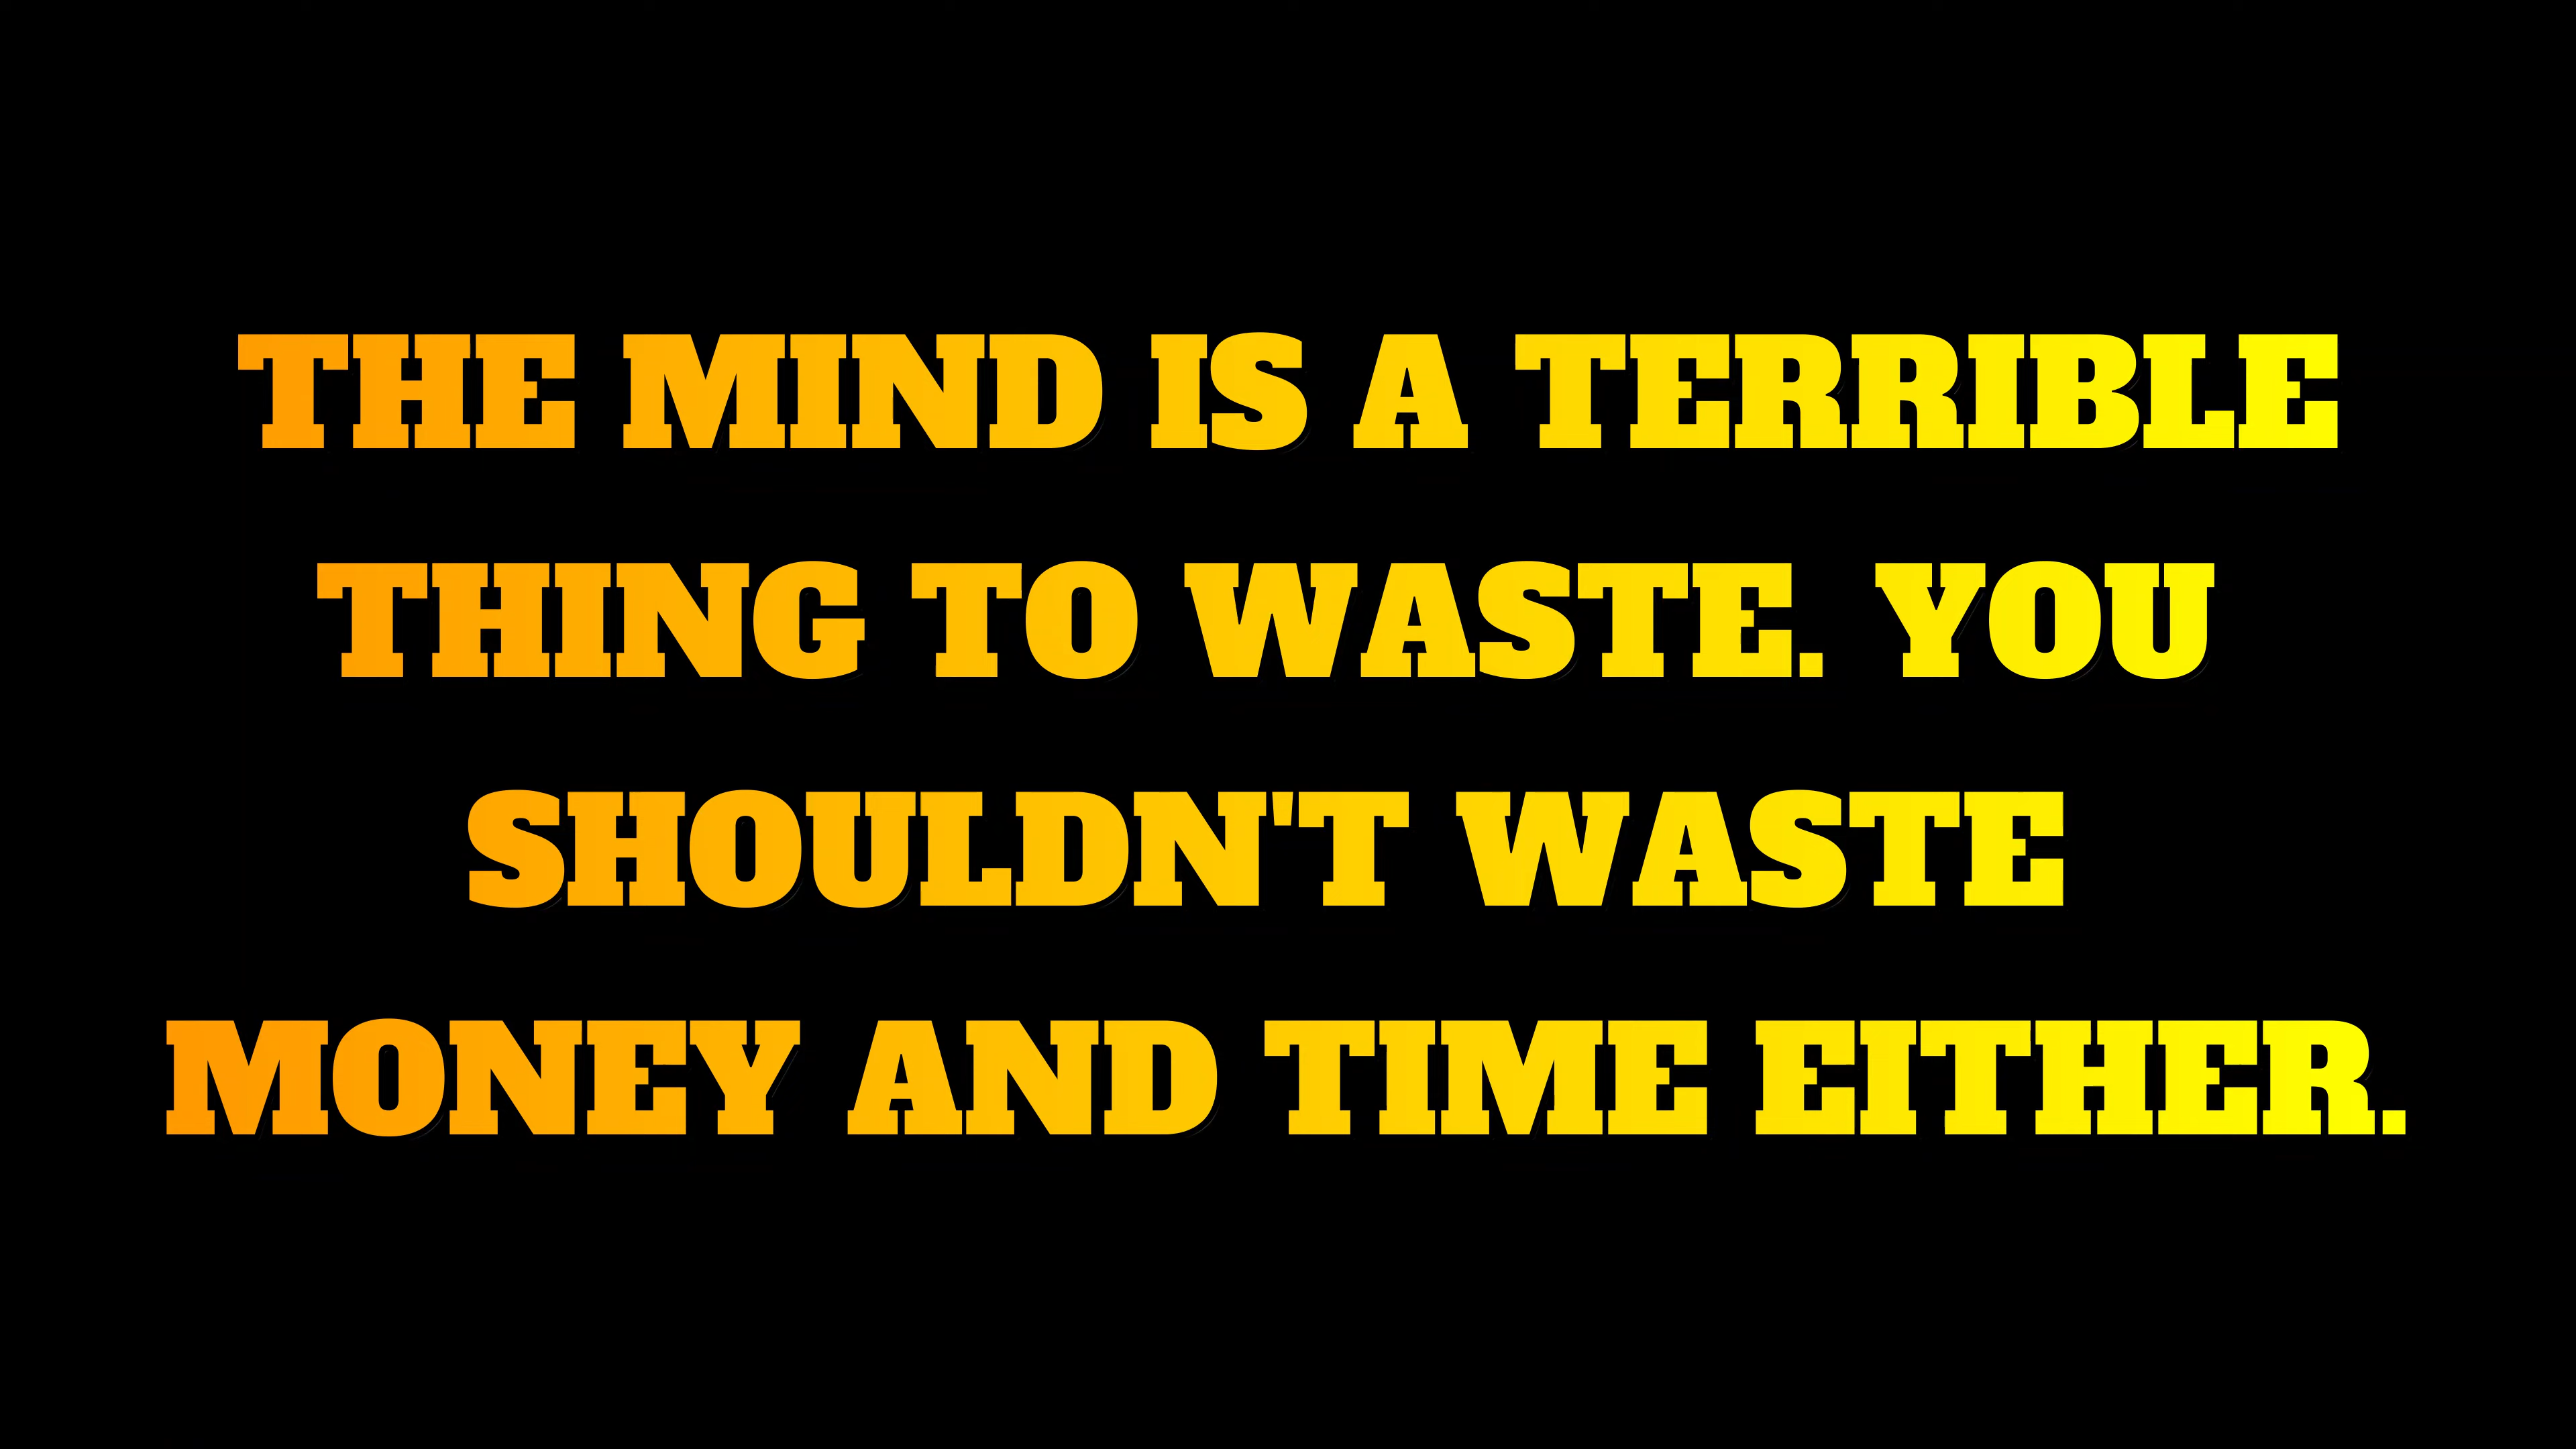 THE MIND IS A TERRIBLE
THING TO WASTE. YOU
SHOULDN'T WASTE
MONEY AND TIME EITHER.